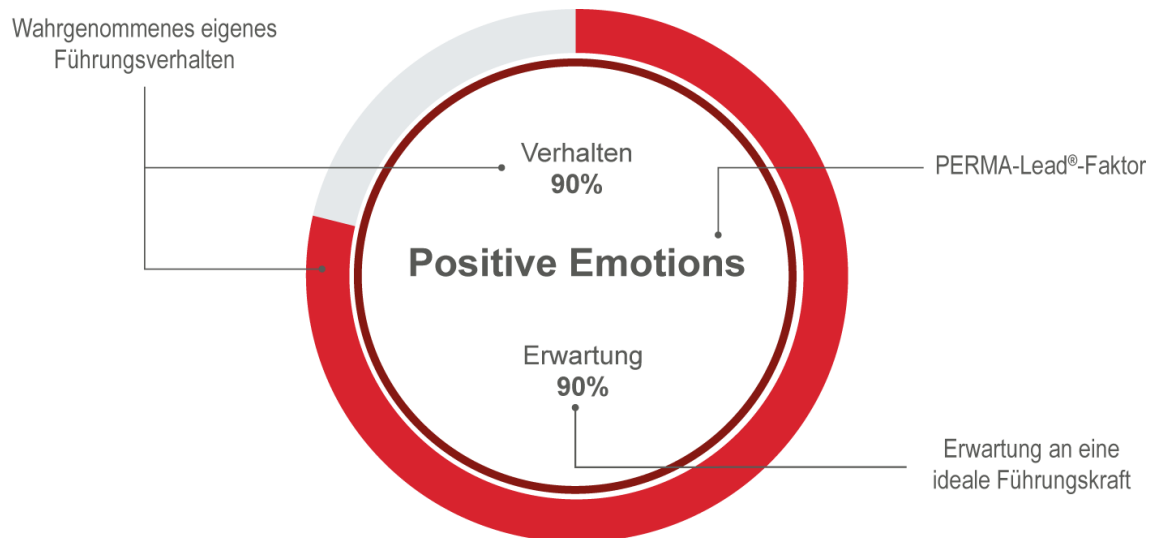 Wahrgenommenes eigenes
Führungsverhalten
Verhalten
90%
PERMA-Lead®-Faktor
Positive Emotions
Erwartung
90%
Erwartung an eine
ideale Führungskraft